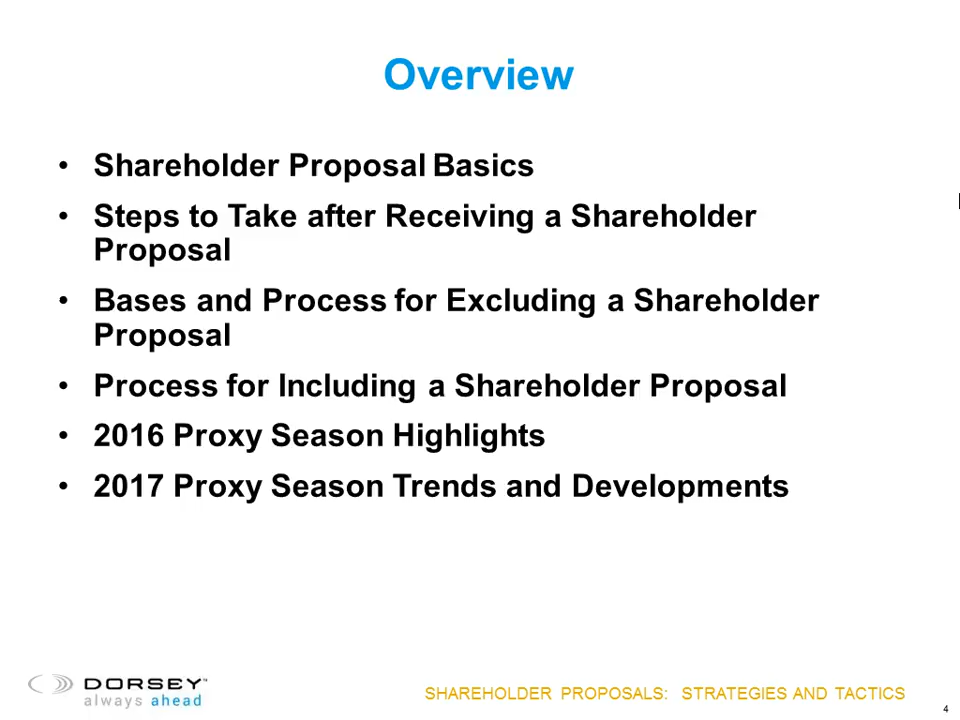 Overview
• Shareholder Proposal Basics
• Steps to Take after Receiving a Shareholder
Proposal
• Bases and Process for Excluding a Shareholder
Proposal
• Process for Including a Shareholder Proposal
• 2016 Proxy Season Highlights
• 2017 Proxy Season Trends and Developments
DORSEY™
always ahead
SHAREHOLDER PROPOSALS: STRATEGIES AND TACTICS
4